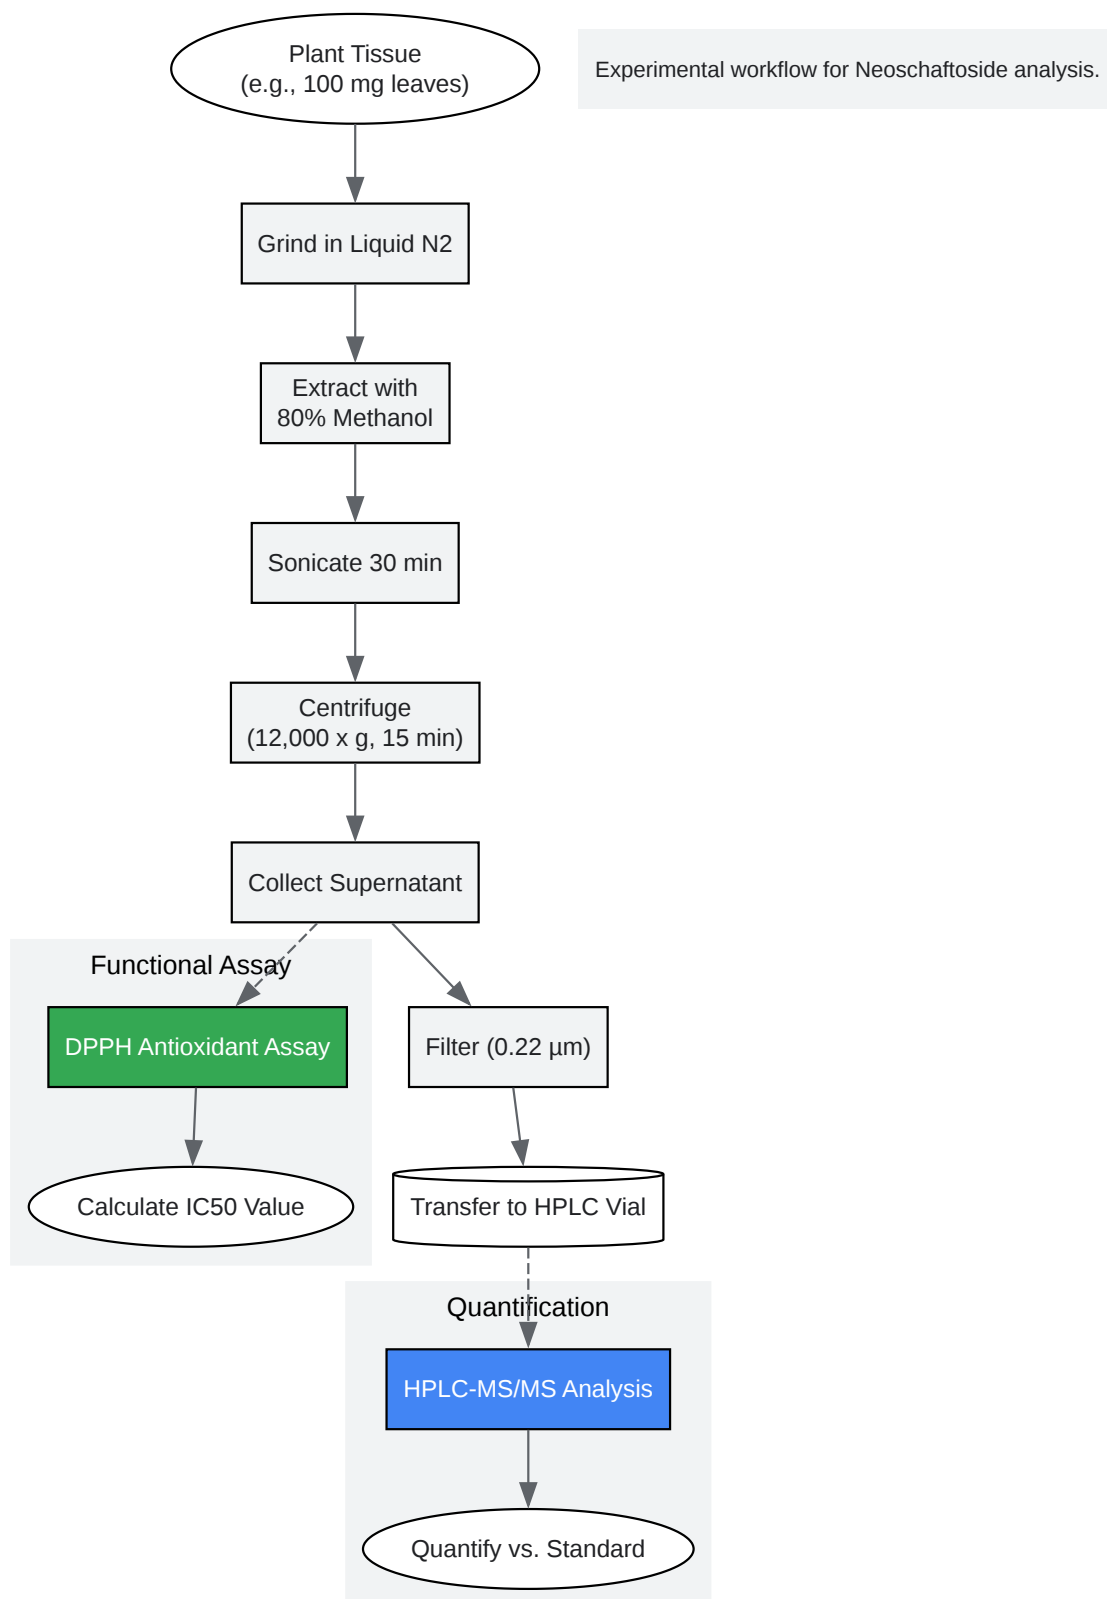 Plant Tissue
(e.g., 100 mg leaves)
Experimental workflow for Neoschaftoside analysis.
Grind in Liquid N2
Extract with
80% Methanol
Sonicate 30 min
Centrifuge
(12,000 x g, 15 min)
Collect Supernatant
Functional Assay
DPPH Antioxidant Assay
Filter (0.22 µm)
Calculate IC50 Value
Transfer to HPLC Vial
Quantification
HPLC-MS/MS Analysis
Quantify vs. Standard